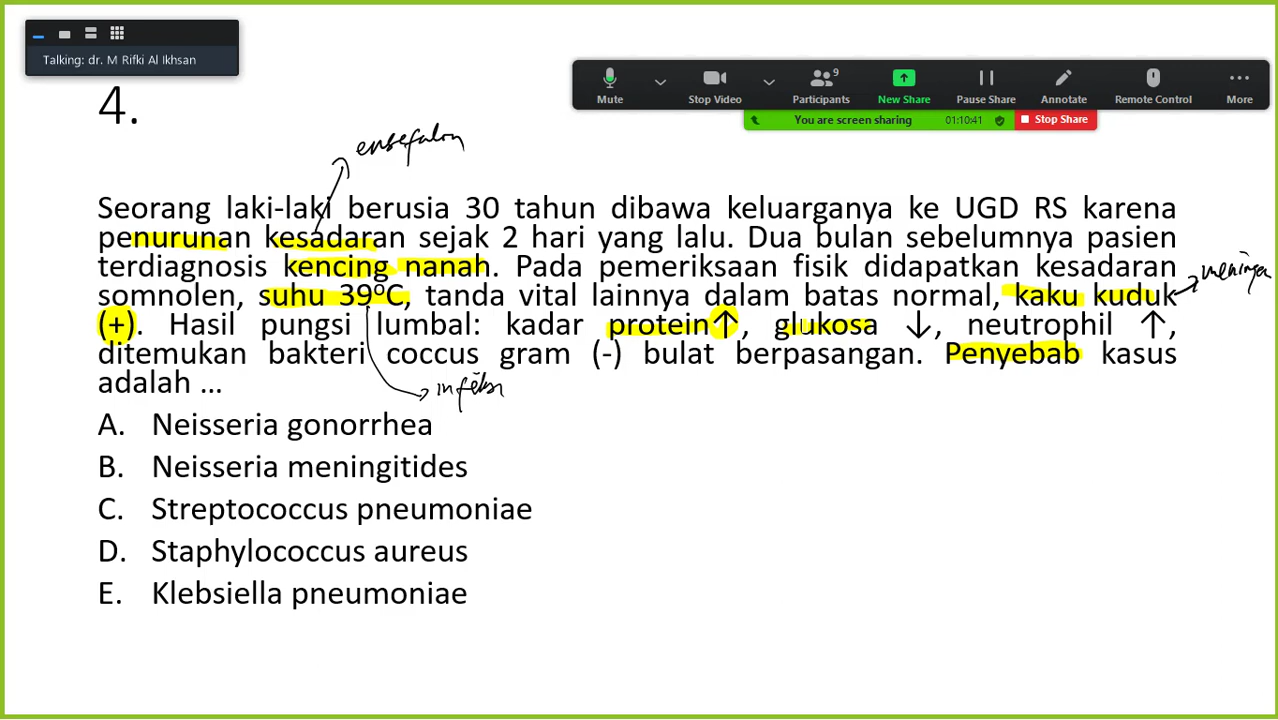 Talking: dr. M Rifki Al Ikhsan
Mute
Stop Video
9
Participants
New Share
Pause Share
Annotate
Remote Control
More
You are screen sharing
01:10:41
Stop Share
4.
ensefalon
Seorang laki-laki berusia 30 tahun dibawa keluarganya ke UGD RS karena
penurunan kesadaran sejak 2 hari yang lalu. Dua bulan sebelumnya pasien
terdiagnosis kencing nanah. Pada pemeriksaan fisik didapatkan kesadaran
somnolen, suhu 39°C, tanda vital lainnya dalam batas normal, kaku kuduk
(+). Hasil pungsi lumbal: kadar protein↑, glukosa ↓, neutrophil ↑,
ditemukan bakteri coccus gram (-) bulat berpasangan. Penyebab kasus
adalah ...
infeksi
A. Neisseria gonorrhea
B. Neisseria meningitides
C. Streptococcus pneumoniae
D. Staphylococcus aureus
E. Klebsiella pneumoniae